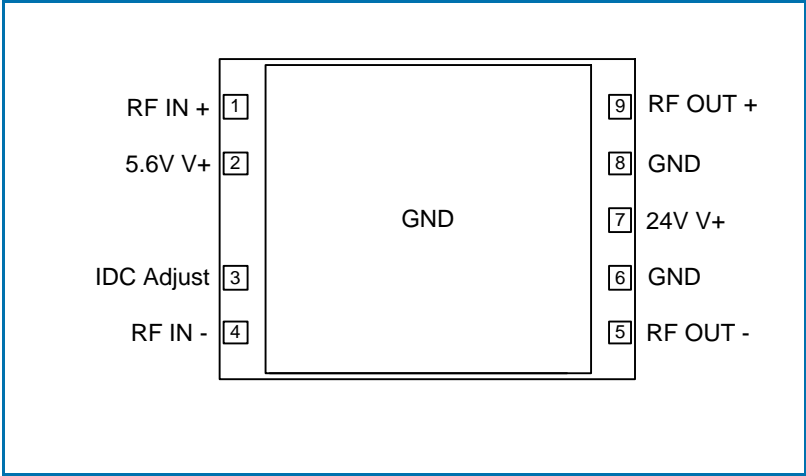 RF IN + 1
5.6V V+ 2
IDC Adjust 3
RF IN - 4
GND
9 RF OUT +
8 GND
7 24V V+
6 GND
5 RF OUT -